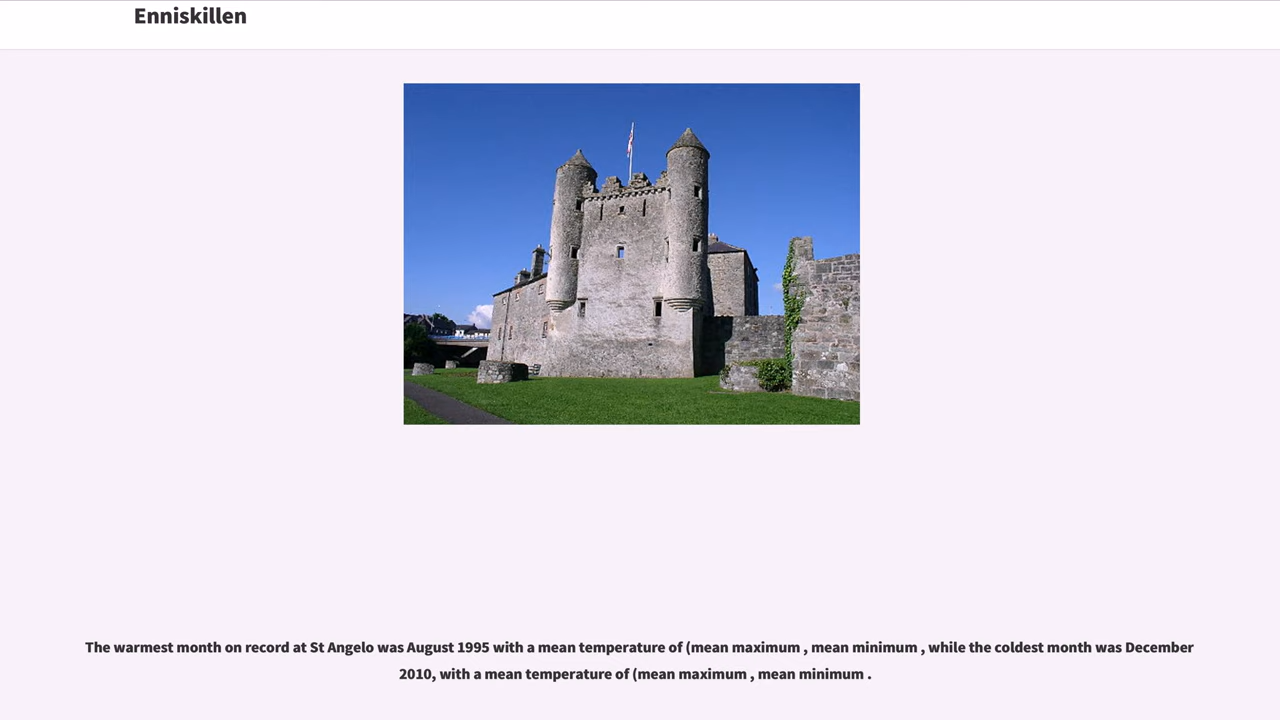 Enniskillen
The warmest month on record at St Angelo was August 1995 with a mean temperature of (mean maximum , mean minimum , while the coldest month was December
2010, with a mean temperature of (mean maximum , mean minimum .